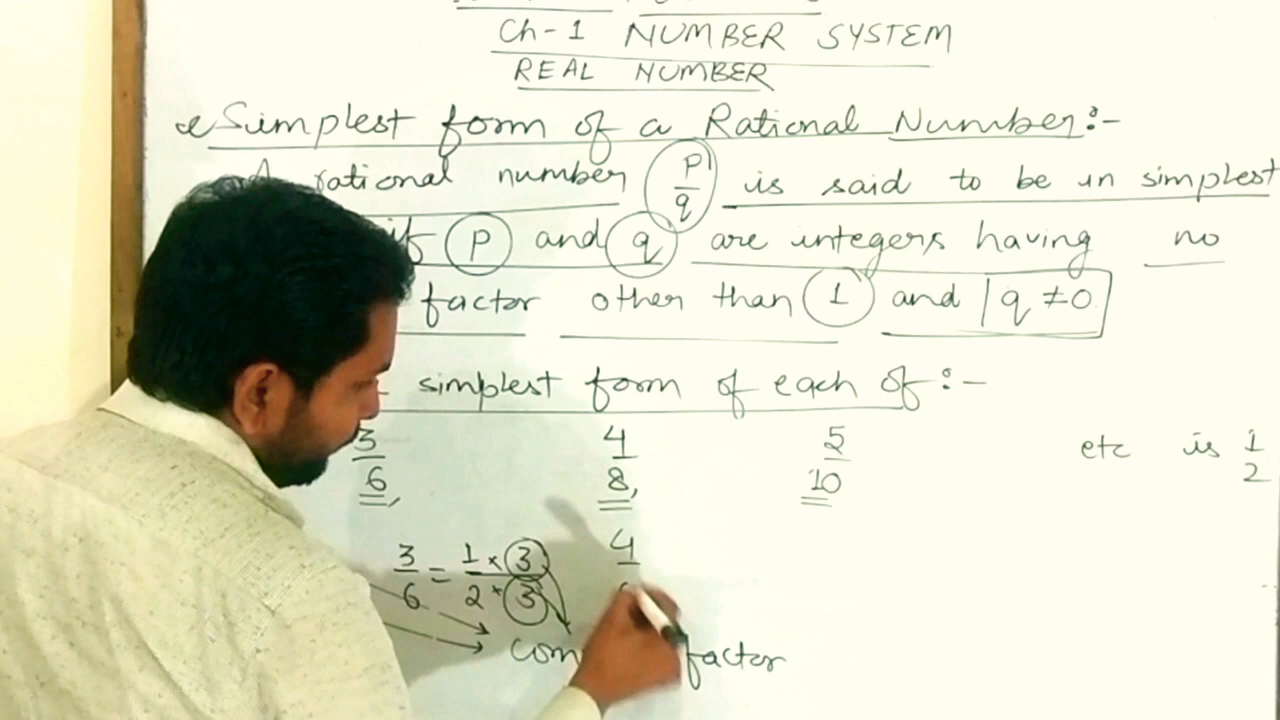 Ch-1 NUMBER SYSTEM
REAL NUMBER
Simplest form of a Rational Number:-
A rational number p/q is said to be in simplest
if p and q are integers having no
factor other than 1 and q ≠ 0
simplest form of each of :-
3/6, 4/8, 5/10 etc is 1/2
3/6 = 1×3/2×3 4
factor